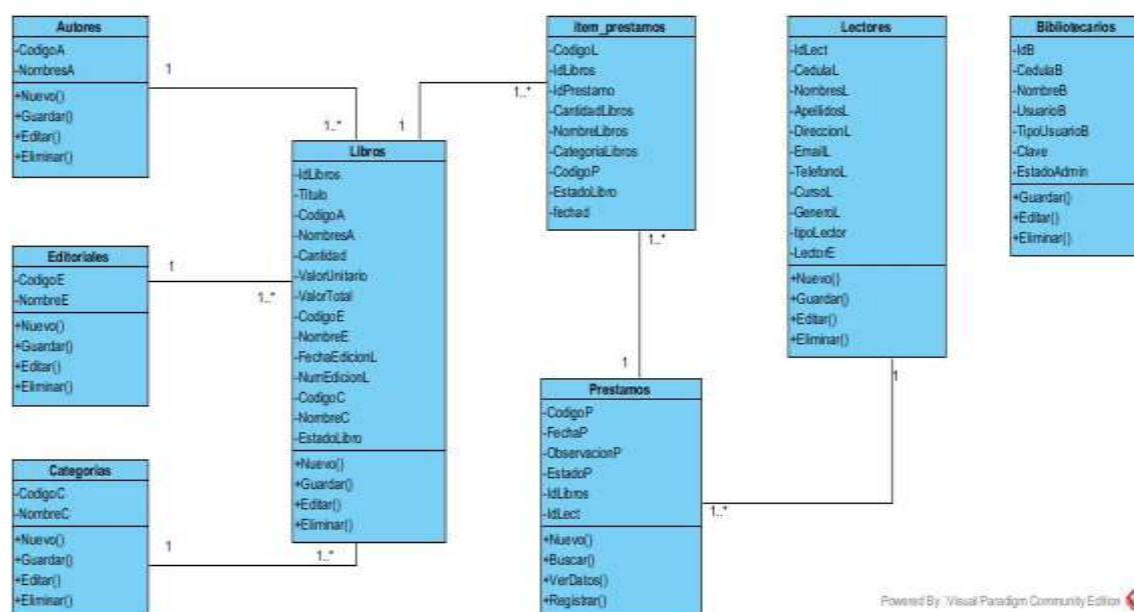 Autores
-CodigoA
-NombresA
+Nuevo()
+Guardar()
+Editar()
+Eliminar()
1
1..*
Editoriales
-CodigoE
-NombreE
+Nuevo()
+Guardar()
+Editar()
+Eliminar()
1
1..*
Categorias
-CodigoC
-NombreC
+Nuevo()
+Guardar()
+Editar()
+Eliminar()
1
1..*
Libros
-IdLibros
-Titulo
-CodigoA
-NombresA
-Cantidad
-ValorUnitario
-ValorTotal
-CodigoE
-NombreE
-FechaEdicionL
-NumEdicionL
-CodigoC
-NombreC
-EstadoLibro
+Nuevo()
+Guardar()
+Editar()
+Eliminar()
1
1..*
item_prestamos
-CodigoL
-IdLibros
-IdPrestamo
-CantidadLibros
-NombreLibros
-CategoriaLibros
-CodigoP
-EstadoLibro
-fechad
1..*
1
Prestamos
-CodigoP
-FechaP
-ObservacionP
-EstadoP
-IdLibros
-IdLect
+Nuevo()
+Buscar()
+VerDatos()
+Registrar()
1..*
1
Lectores
-IdLect
-CedulaL
-NombresL
-ApellidosL
-DireccionL
-EmailL
-TelefonoL
-CursoL
-GeneroL
-tipoLector
-LectorE
+Nuevo()
+Guardar()
+Editar()
+Eliminar()
Bibliotecarios
-IdB
-CedulaB
-NombreB
-UsuarioB
-TipoUsuarioB
-Clave
-EstadoAdmin
+Guardar()
+Editar()
+Eliminar()
Powered By Visual Paradigm Community Edition